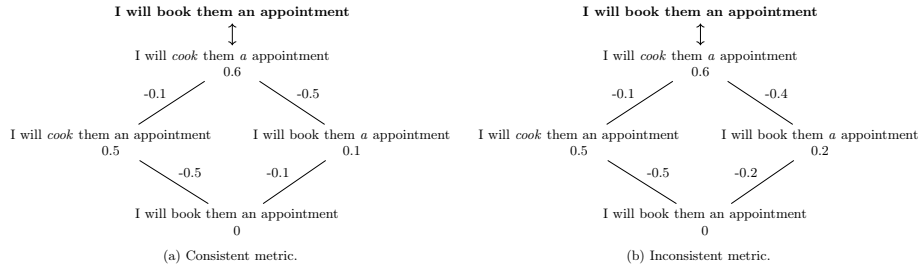 I will book them an appointment
I will cook them a appointment
0.6
-0.1
-0.5
I will cook them an appointment
0.5
I will book them a appointment
0.1
-0.5
-0.1
I will book them an appointment
0
(a) Consistent metric.
I will book them an appointment
I will cook them a appointment
0.6
-0.1
-0.4
I will cook them an appointment
0.5
I will book them a appointment
0.2
-0.5
-0.2
I will book them an appointment
0
(b) Inconsistent metric.